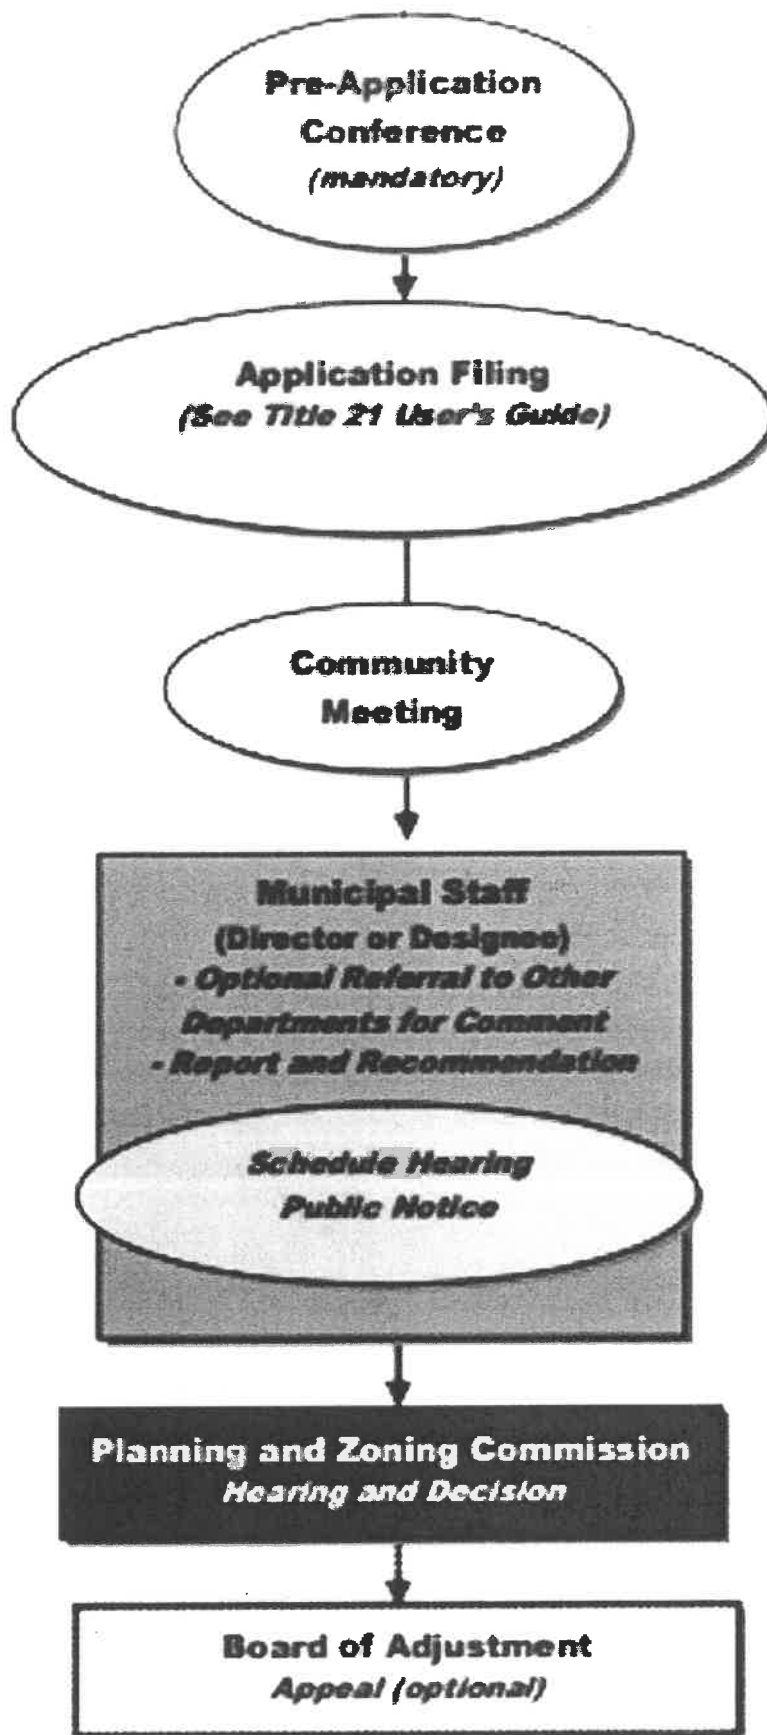 Pre-Application
Conference
(mandatory)
Application Filing
(See Title 21 User's Guide)
Community
Meeting
Municipal Staff
(Director or Designee)
- Optional Referral to Other
Departments for Comment
- Report and Recommendation
Schedule Hearing
Public Notice
Planning and Zoning Commission
Hearing and Decision
Board of Adjustment
Appeal (optional)